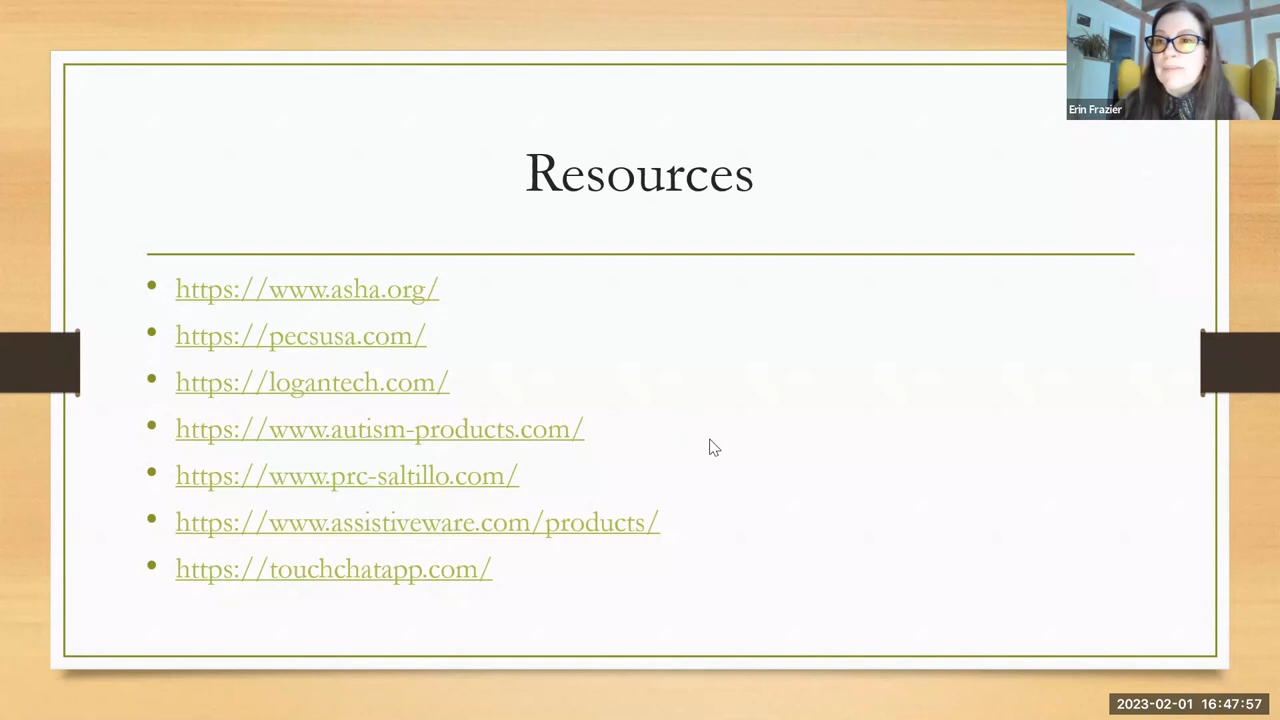 Erin Frazier
Resources
https://www.asha.org/
https://pecsusa.com/
https://logantech.com/
https://www.autism-products.com/
https://www.prc-saltillo.com/
https://www.assistiveware.com/products/
https://touchchatapp.com/
2023-02-01 16:47:57